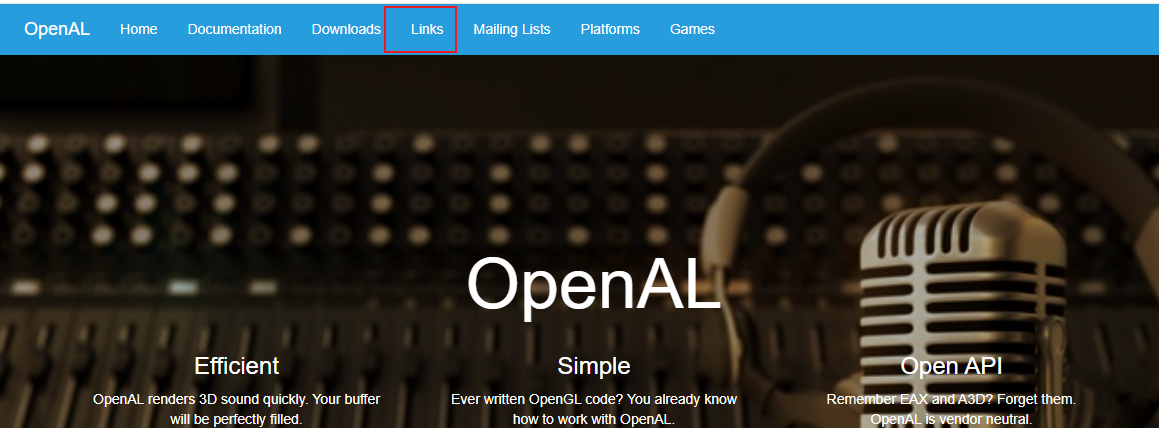 OpenAL Home Documentation Downloads Links Mailing Lists Platforms Games
OpenAL
Efficient
OpenAL renders 3D sound quickly. Your buffer
will be perfectly filled.
Simple
Ever written OpenGL code? You already know
how to work with OpenAL.
Open API
Remember EAX and A3D? Forget them.
OpenAL is vendor neutral.